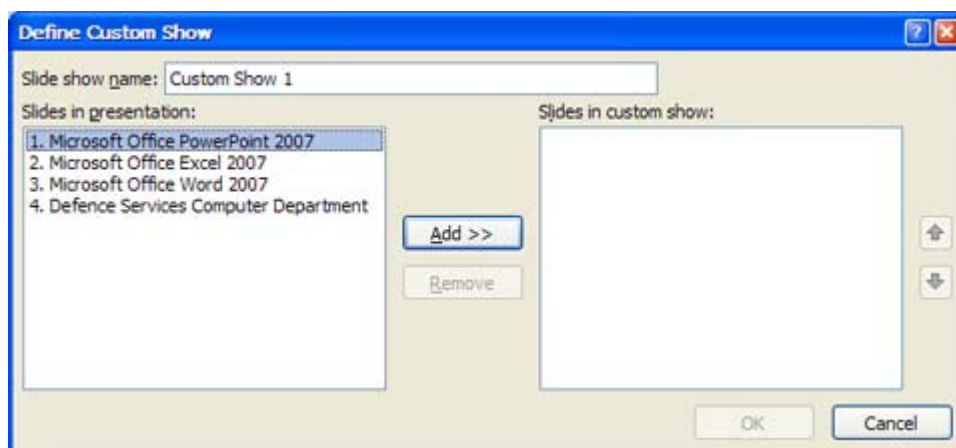 Define Custom Show
Slide show name: Custom Show 1
Slides in presentation:
Slides in custom show:
1. Microsoft Office PowerPoint 2007
2. Microsoft Office Excel 2007
3. Microsoft Office Word 2007
4. Defence Services Computer Department
Add >>
Remove
OK
Cancel